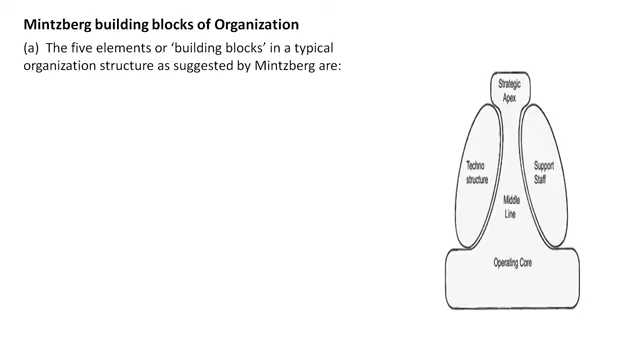 Mintzberg building blocks of Organization
(a) The five elements or ‘building blocks’ in a typical
organization structure as suggested by Mintzberg are:
Strategic
Apex
Techno
structure
Support
Staff
Middle
Line
Operating Core